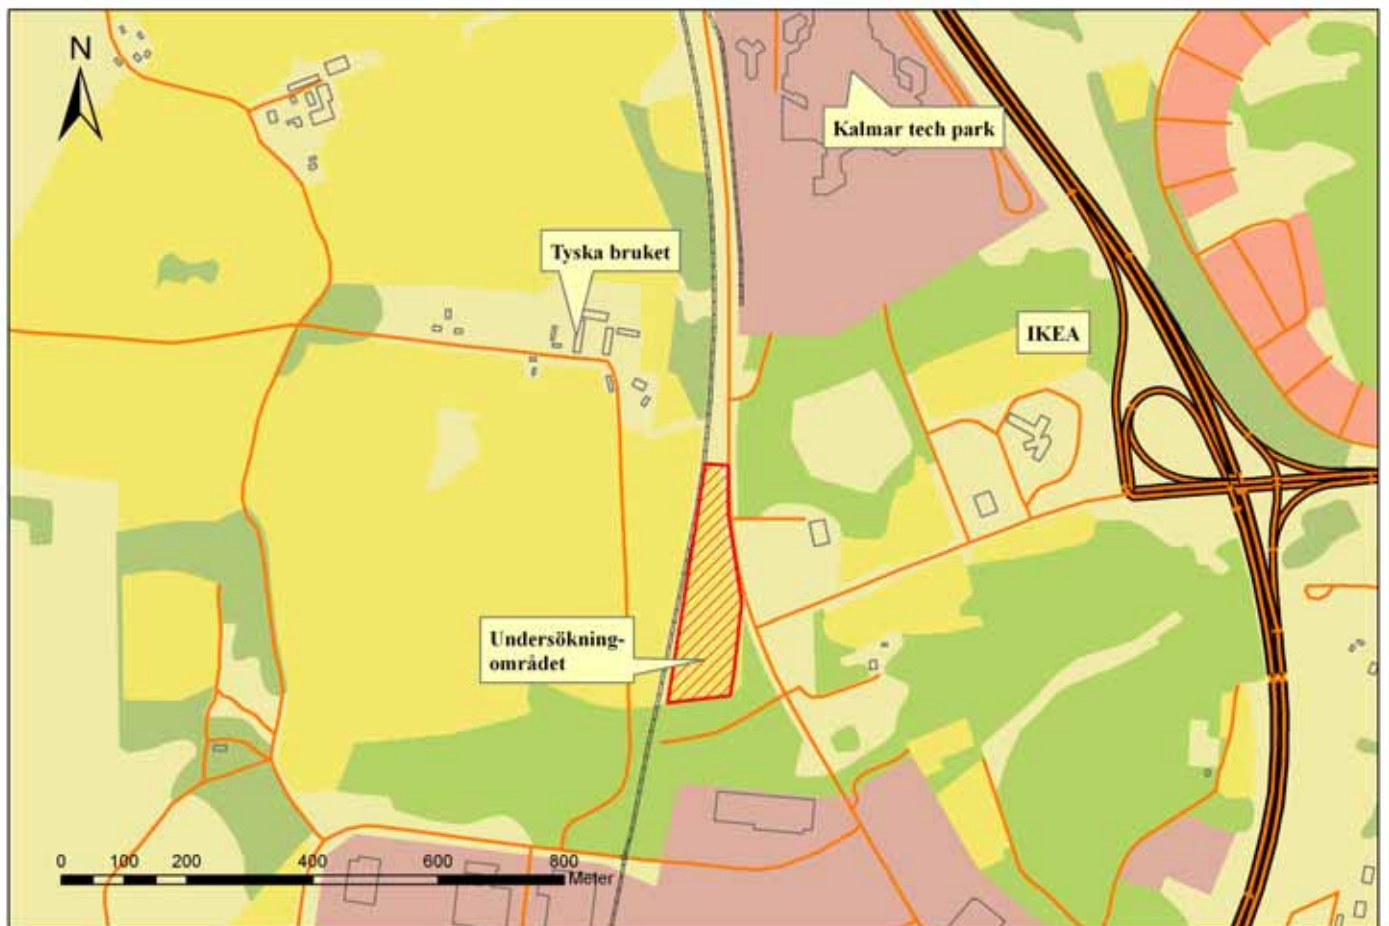 N
Kalmar tech park
Tyska bruket
IKEA
Undersökning-
området
0 100 200 400 600 800
Meter